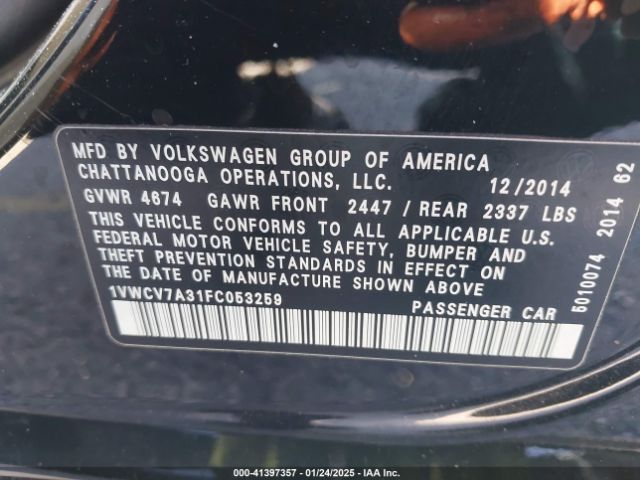 MFD BY VOLKSWAGEN GROUP OF AMERICA
CHATTANOOGA OPERATIONS, LLC. 12/2014
GVWR 4674 GAWR FRONT 2447 / REAR 2337 LBS
THIS VEHICLE CONFORMS TO ALL APPLICABLE U.S.
FEDERAL MOTOR VEHICLE SAFETY, BUMPER AND
THEFT PREVENTION STANDARDS IN EFFECT ON
THE DATE OF MANUFACTURE SHOWN ABOVE
1VWCV7A31FC053259 PASSENGER CAR
5010074 2014 62
000-41397357 - 01/24/2025 - IAA Inc.